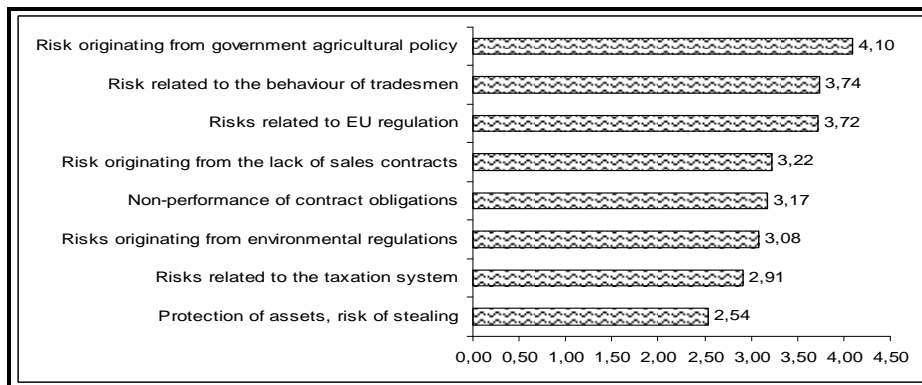 Risk originating from government agricultural policy 4,10
Risk related to the behaviour of tradesmen 3,74
Risks related to EU regulation 3,72
Risk originating from the lack of sales contracts 3,22
Non-performance of contract obligations 3,17
Risks originating from environmental regulations 3,08
Risks related to the taxation system 2,91
Protection of assets, risk of stealing 2,54
0,00 0,50 1,00 1,50 2,00 2,50 3,00 3,50 4,00 4,50